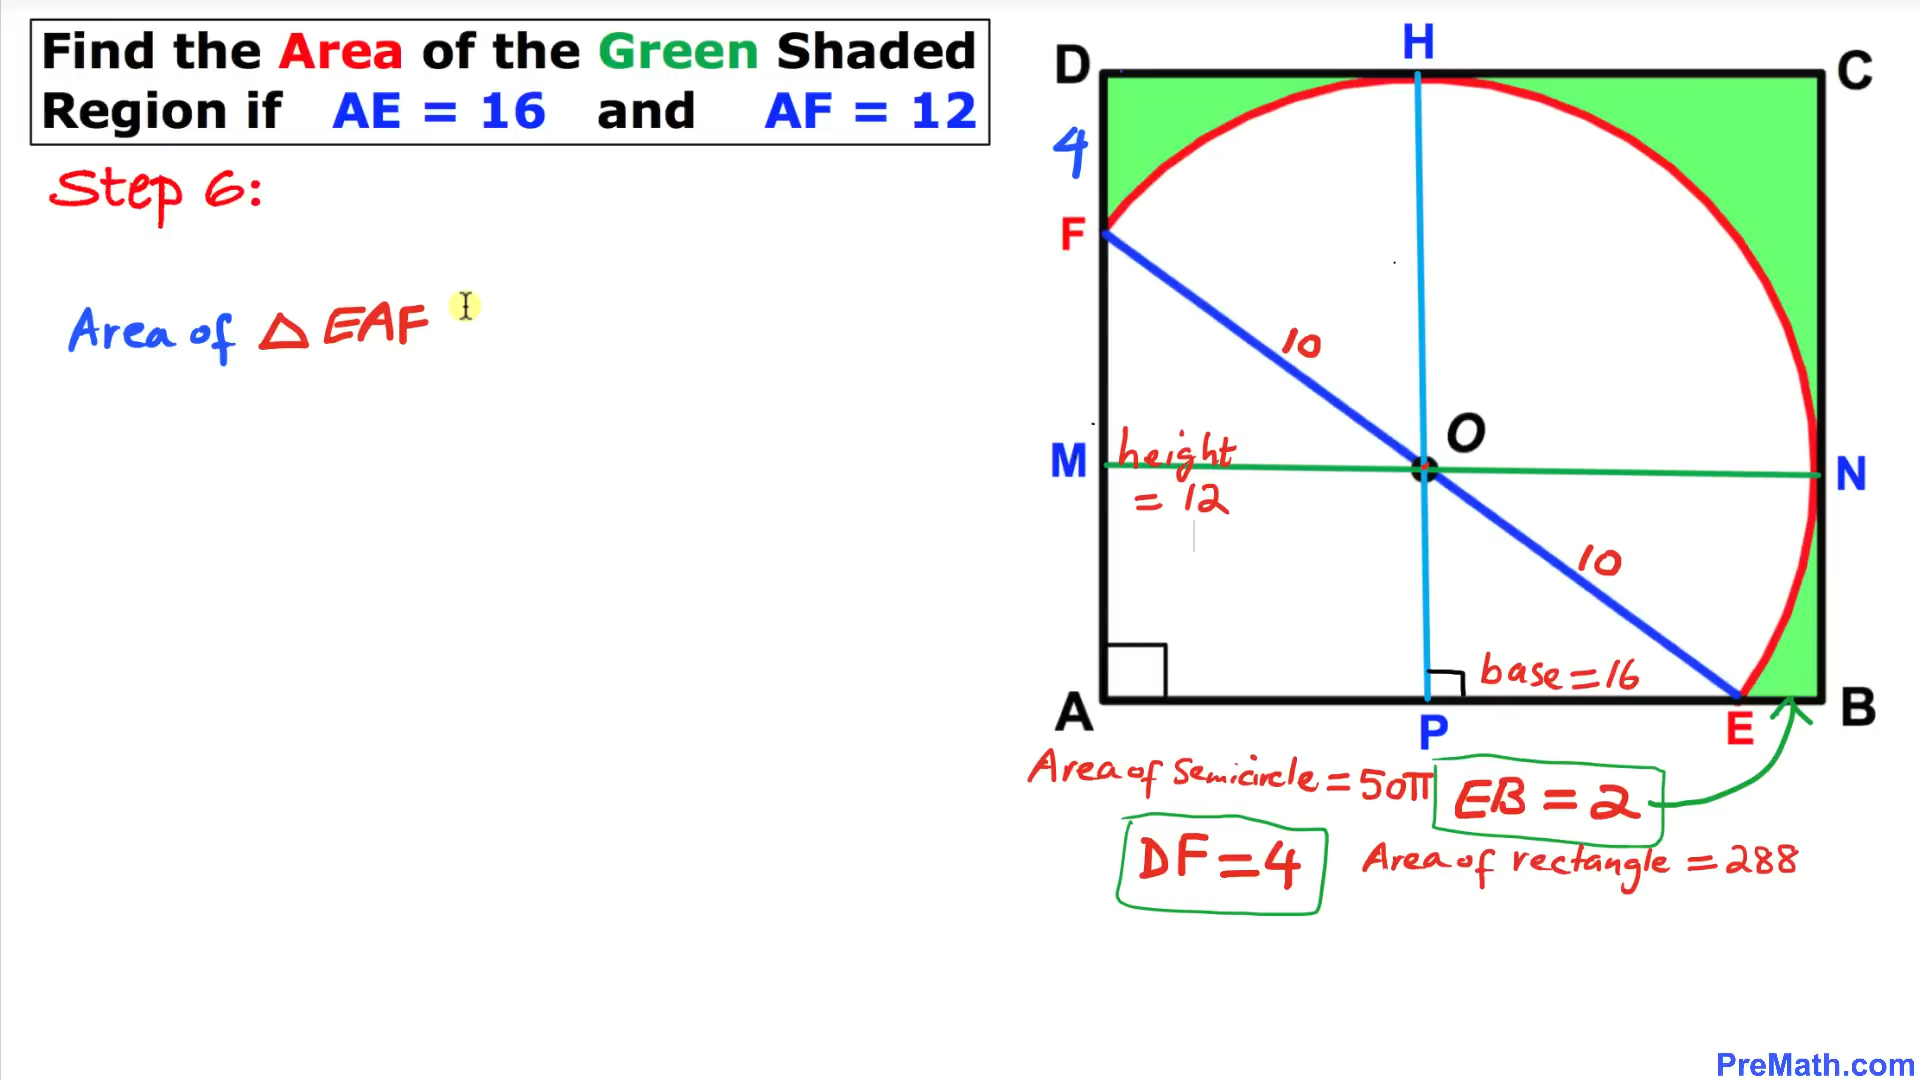 Find the Area of the Green Shaded
Region if AE = 16 and AF = 12
Step 6:
Area of △ EAF
D
H
C
4
F
10
O
M
height
= 12
N
10
base=16
A
P
E
B
Area of Semicircle = 50π
EB = 2
DF = 4
Area of rectangle = 288
PreMath.com